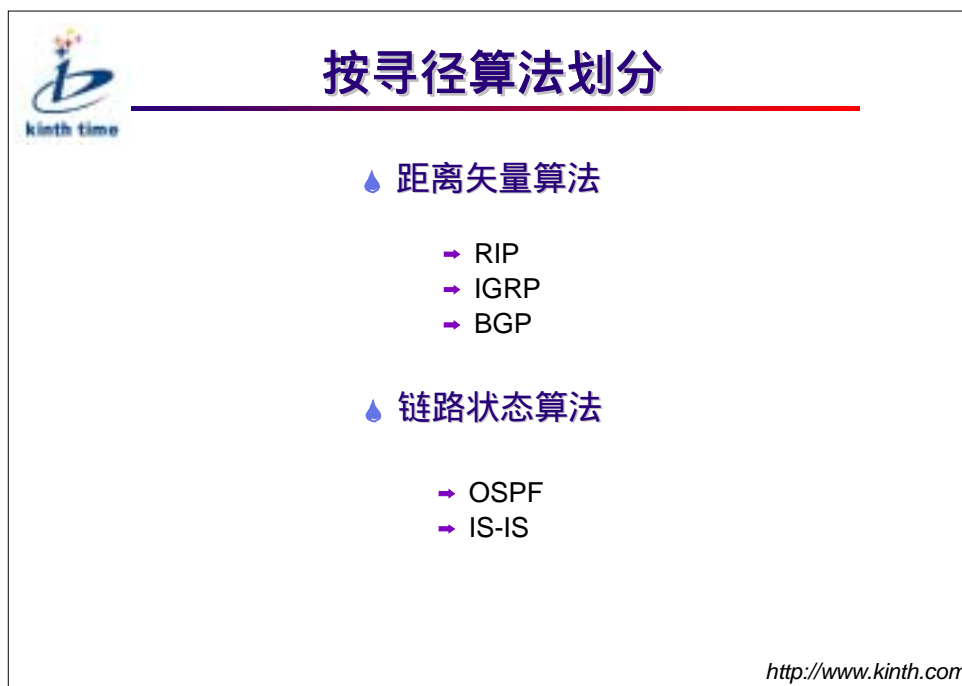 按寻径算法划分
kinth time
距离矢量算法
RIP
IGRP
BGP
链路状态算法
OSPF
IS-IS
http://www.kinth.com